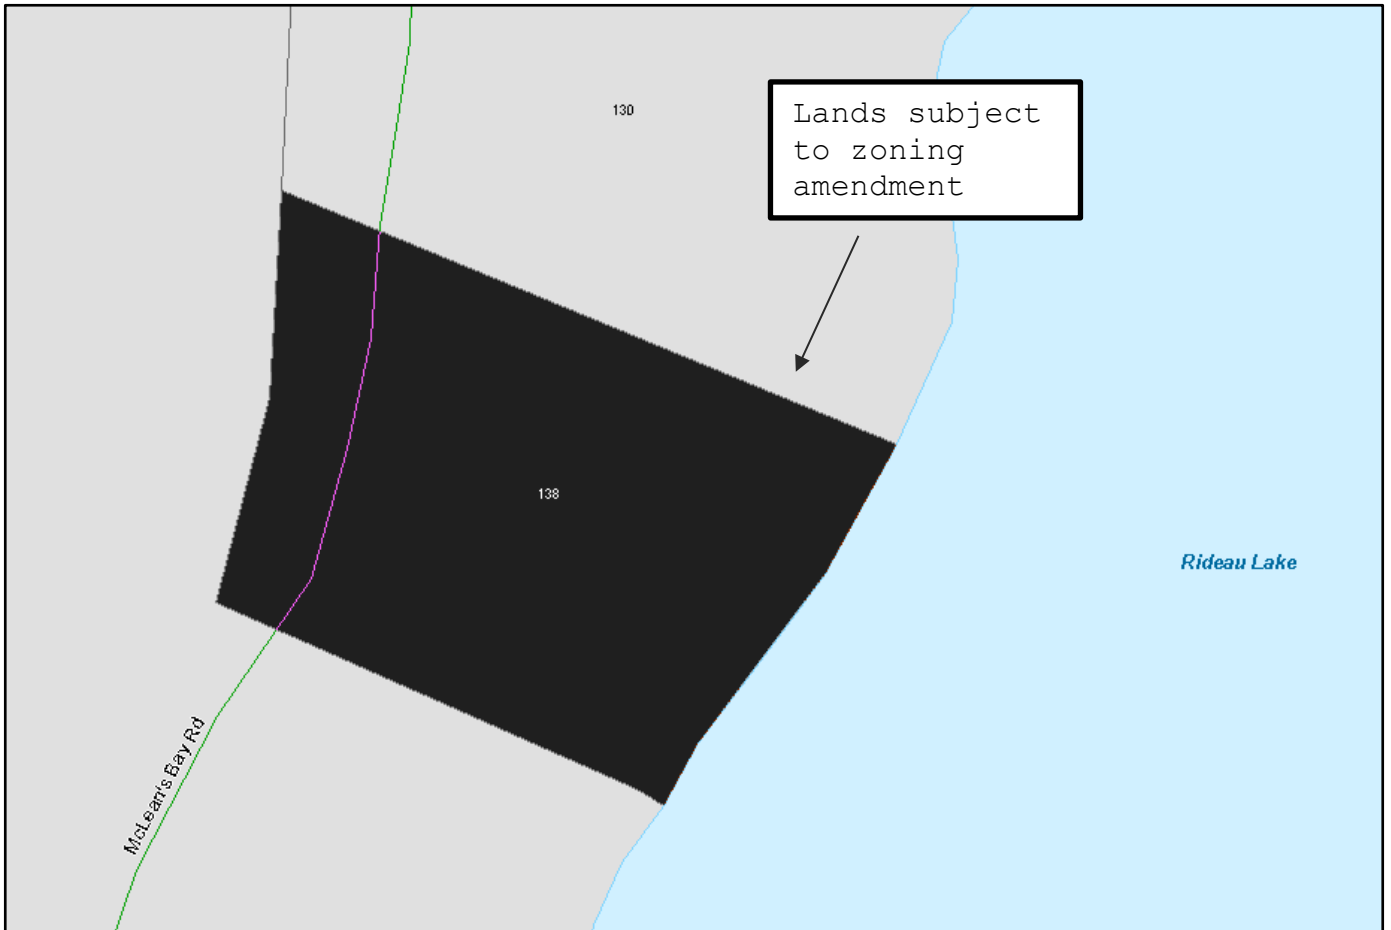 130
Lands subject
to zoning
amendment
138
Rideau Lake
McLean's Bay Rd